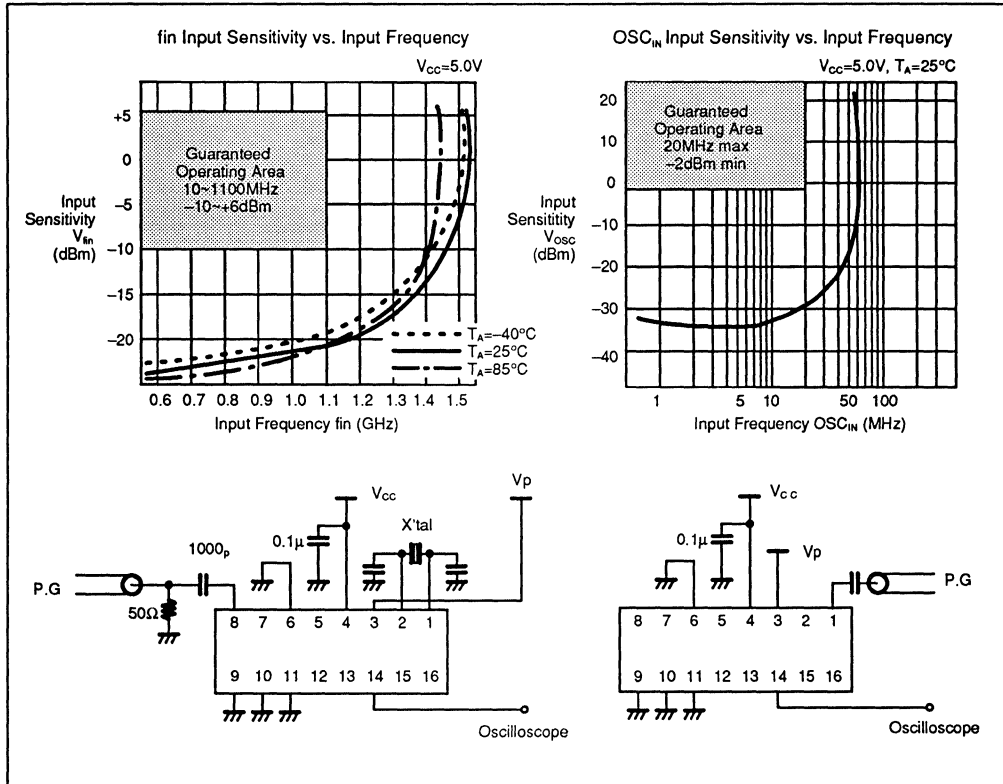 fin Input Sensitivity vs. Input Frequency
VCC=5.0V
+5
0
−5
−10
−15
−20
Input
Sensitivity
Vfin
(dBm)
Guaranteed
Operating Area
10~1100MHz
−10~+6dBm
TA=−40°C
TA=25°C
TA=85°C
0.6 0.7 0.8 0.9 1.0 1.1 1.2 1.3 1.4 1.5
Input Frequency fin (GHz)
OSCIN Input Sensitivity vs. Input Frequency
VCC=5.0V, TA=25°C
20
10
0
−10
−20
−30
−40
Input
Sensititity
VOSC
(dBm)
Guaranteed
Operating Area
20MHz max
−2dBm min
1 5 10 50 100
Input Frequency OSCIN (MHz)
P.G
50Ω
1000p
0.1μ
Vcc
X'tal
Vp
8 7 6 5 4 3 2 1
9 10 11 12 13 14 15 16
Oscilloscope
Vcc
0.1μ
Vp
P.G
8 7 6 5 4 3 2 1
9 10 11 12 13 14 15 16
Oscilloscope